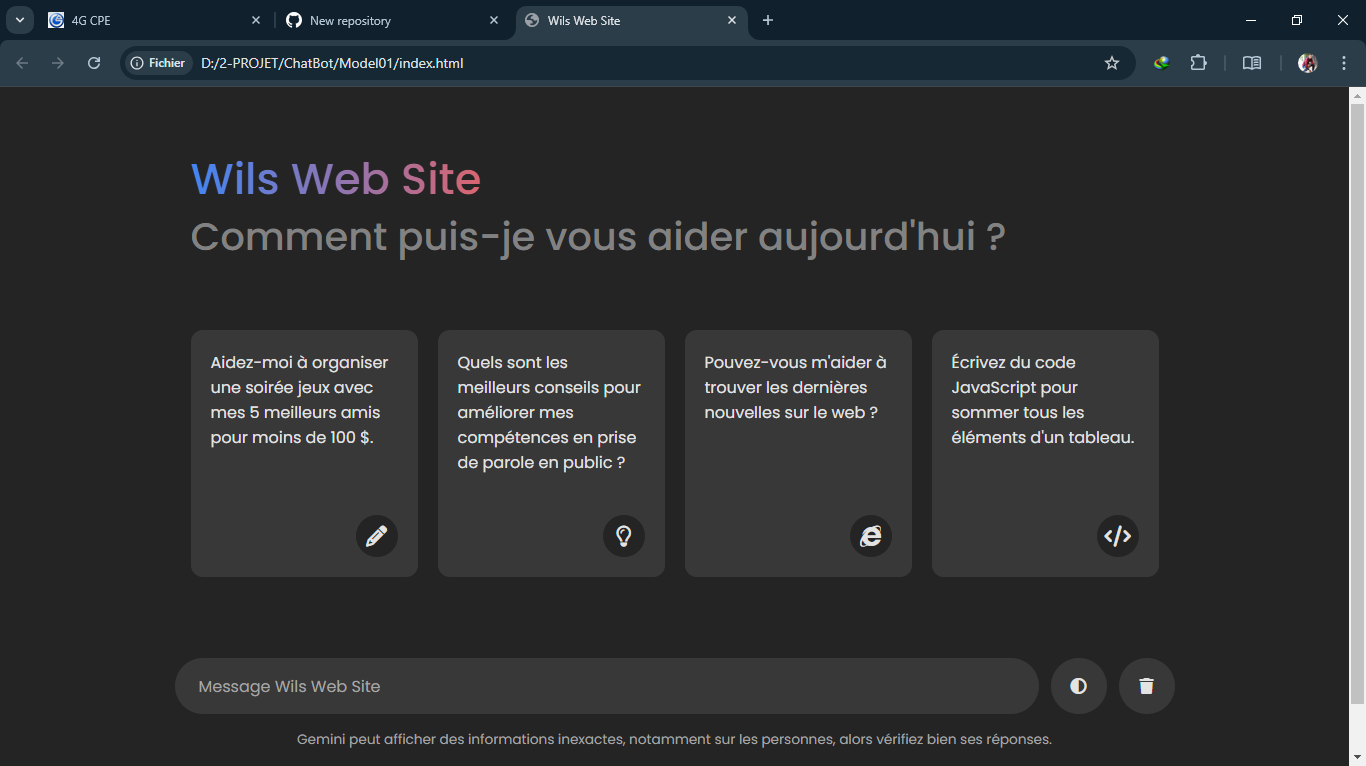 4G CPE
New repository
Wils Web Site
Fichier
D:/2-PROJET/ChatBot/Model01/index.html
Wils Web Site
Comment puis-je vous aider aujourd'hui ?
Aidez-moi à organiser
une soirée jeux avec
mes 5 meilleurs amis
pour moins de 100 $.
Quels sont les
meilleurs conseils pour
améliorer mes
compétences en prise
de parole en public ?
Pouvez-vous m'aider à
trouver les dernières
nouvelles sur le web ?
Écrivez du code
JavaScript pour
sommer tous les
éléments d'un tableau.
Message Wils Web Site
Gemini peut afficher des informations inexactes, notamment sur les personnes, alors vérifiez bien ses réponses.